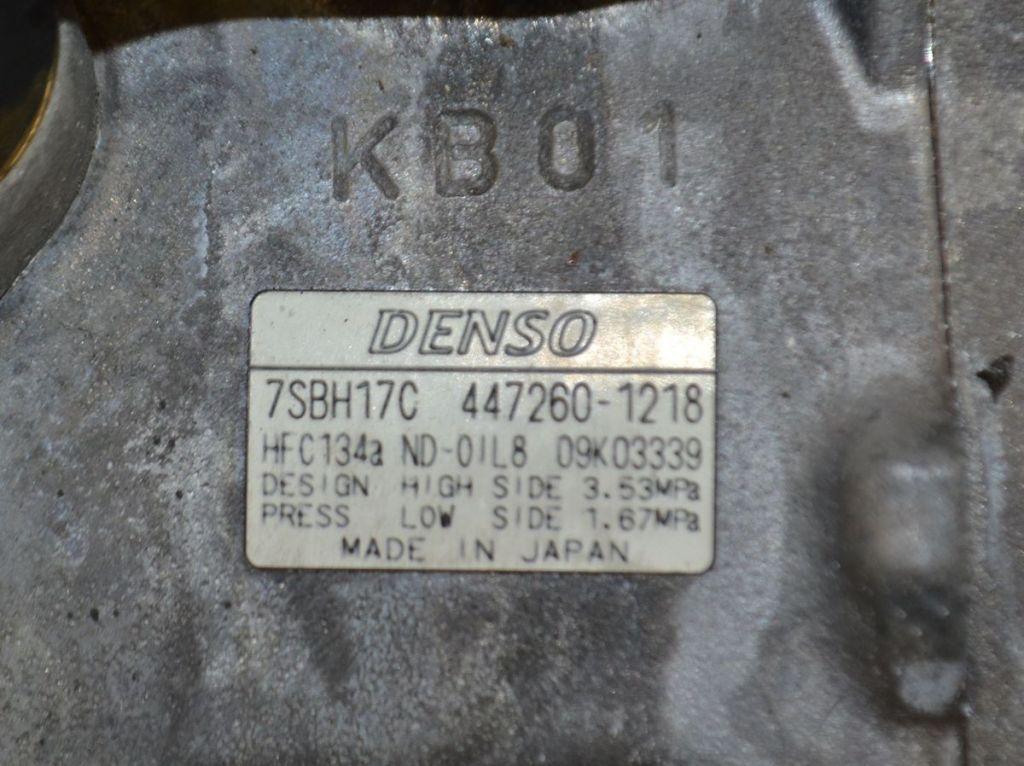 KB01
DENSO
7SBH17C 447260-1218
HFC134a ND-OIL8 09K03339
DESIGN HIGH SIDE 3.53MPa
PRESS LOW SIDE 1.67MPa
MADE IN JAPAN